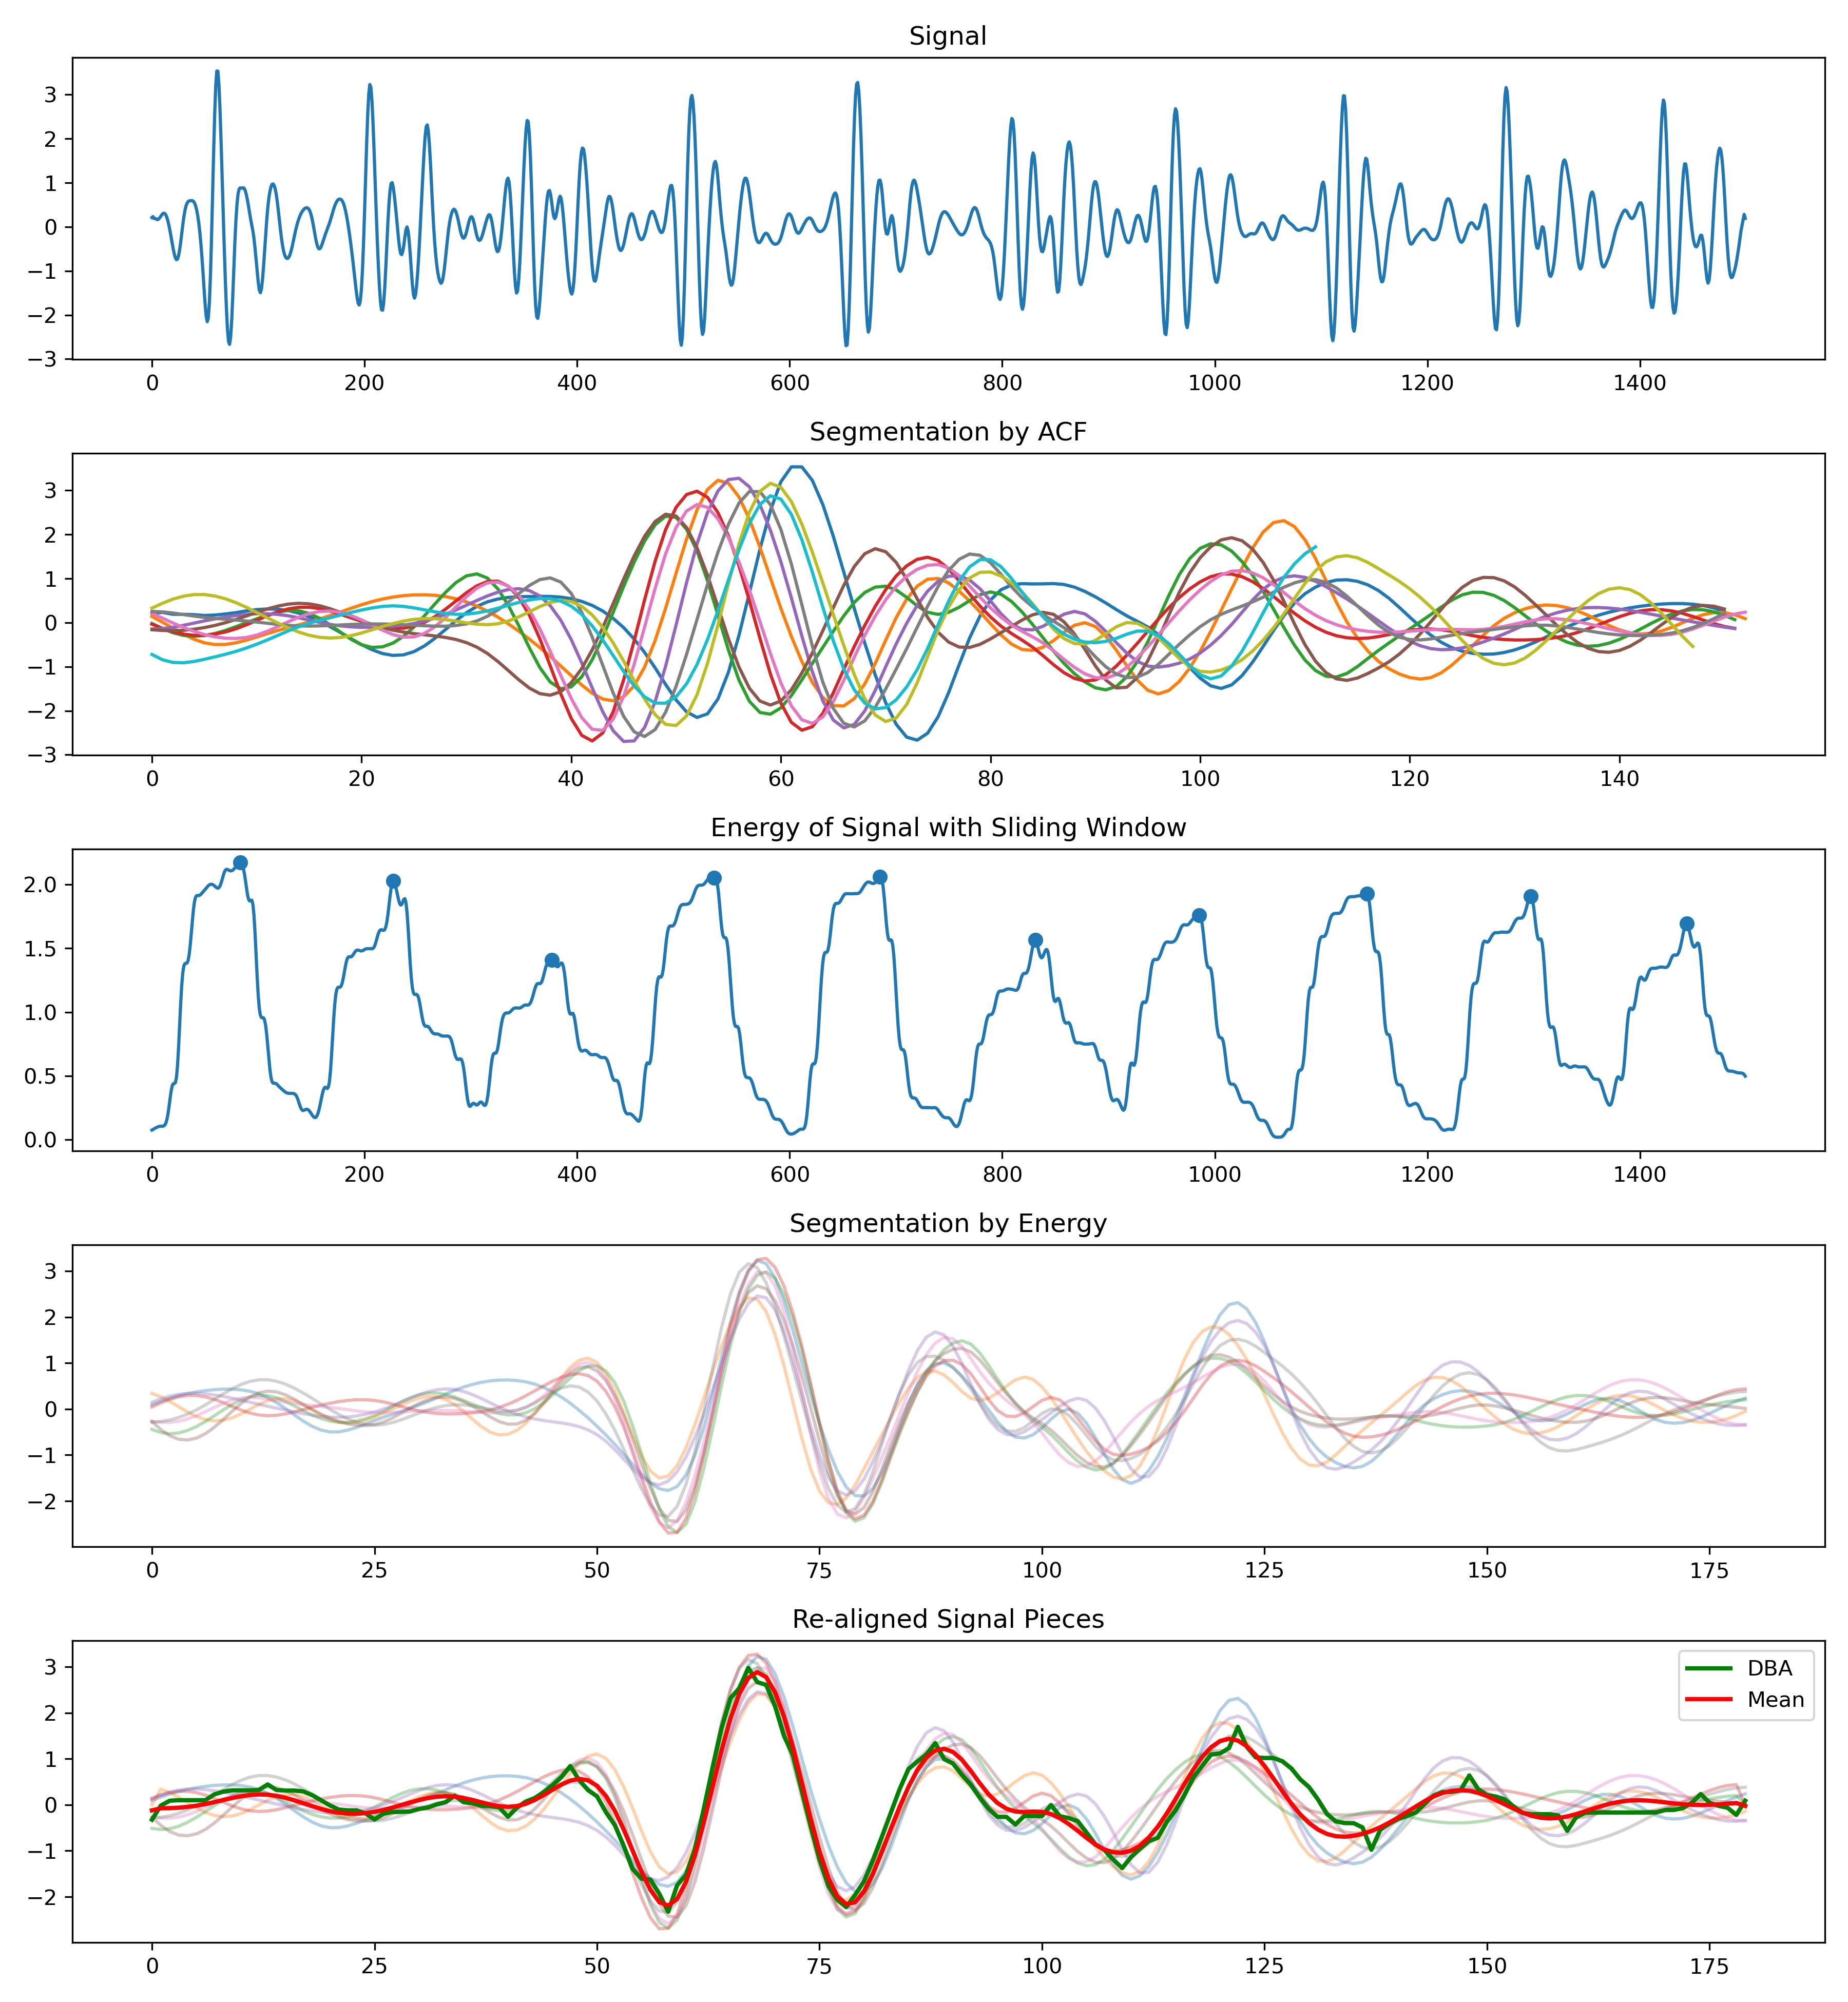 Signal
3
2
1
0
−1
−2
−3
0 200 400 600 800 1000 1200 1400
Segmentation by ACF
3
2
1
0
−1
−2
−3
0 20 40 60 80 100 120 140
Energy of Signal with Sliding Window
2.0
1.5
1.0
0.5
0.0
0 200 400 600 800 1000 1200 1400
Segmentation by Energy
3
2
1
0
−1
−2
0 25 50 75 100 125 150 175
Re-aligned Signal Pieces
DBA
Mean
3
2
1
0
−1
−2
0 25 50 75 100 125 150 175